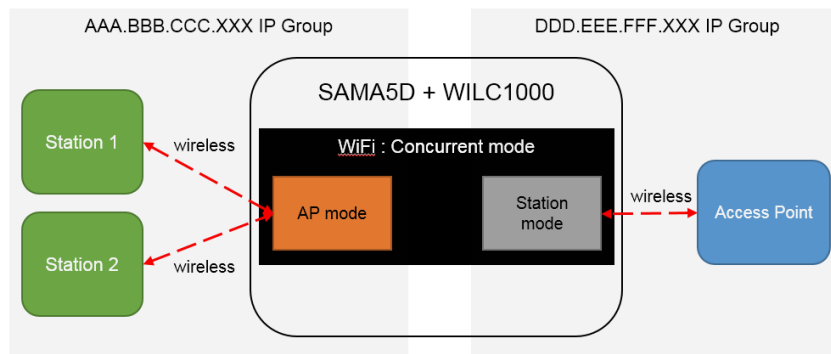 AAA.BBB.CCC.XXX IP Group
DDD.EEE.FFF.XXX IP Group
SAMA5D + WILC1000
WiFi : Concurrent mode
Station 1
wireless
AP mode
Station
mode
wireless
Access Point
Station 2
wireless